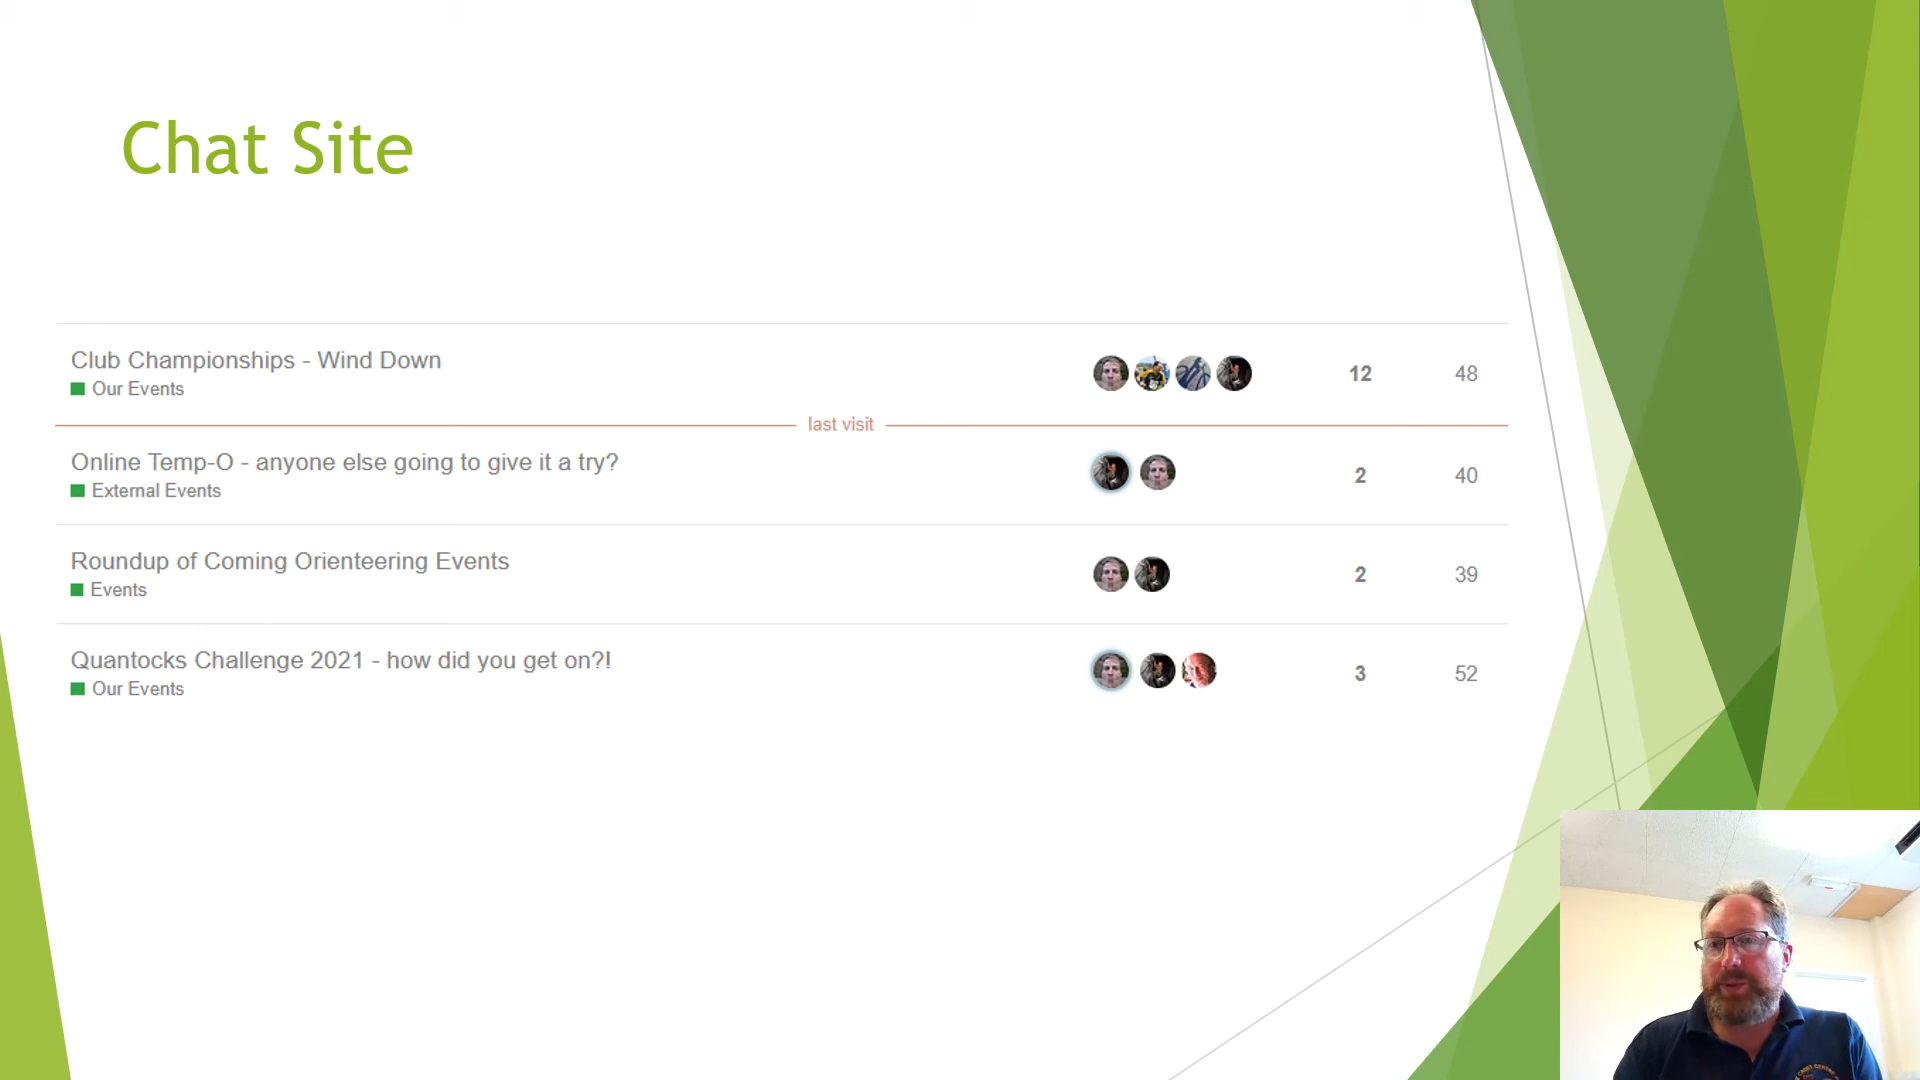 Chat Site
Club Championships - Wind Down
Our Events
12
48
last visit
Online Temp-O - anyone else going to give it a try?
External Events
2
40
Roundup of Coming Orienteering Events
Events
2
39
Quantocks Challenge 2021 - how did you get on?!
Our Events
3
52